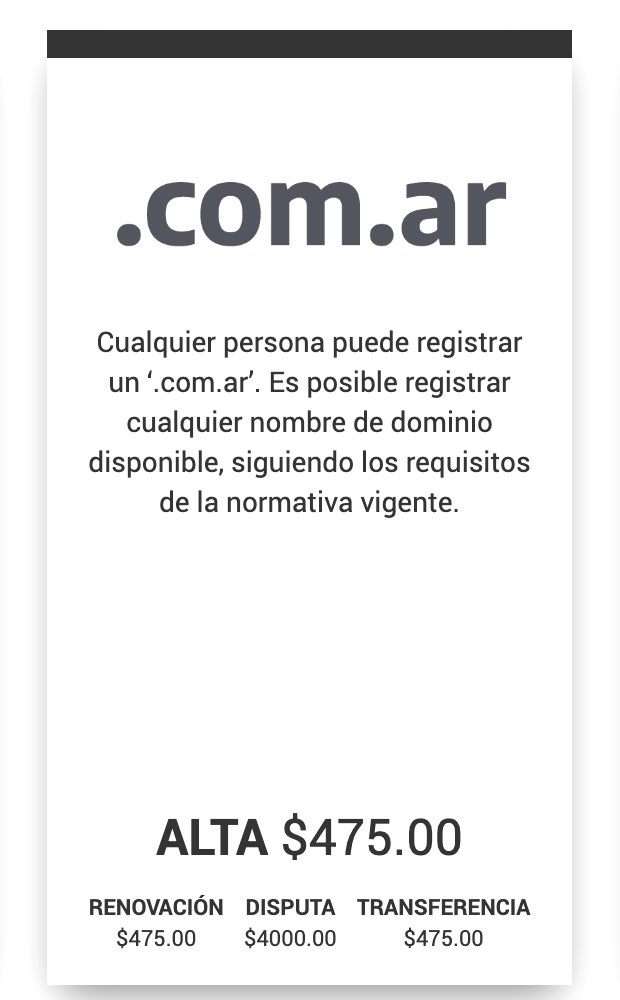 .com.ar
Cualquier persona puede registrar
un ‘.com.ar’. Es posible registrar
cualquier nombre de dominio
disponible, siguiendo los requisitos
de la normativa vigente.
ALTA $475.00
RENOVACIÓN DISPUTA TRANSFERENCIA
$475.00 $4000.00 $475.00